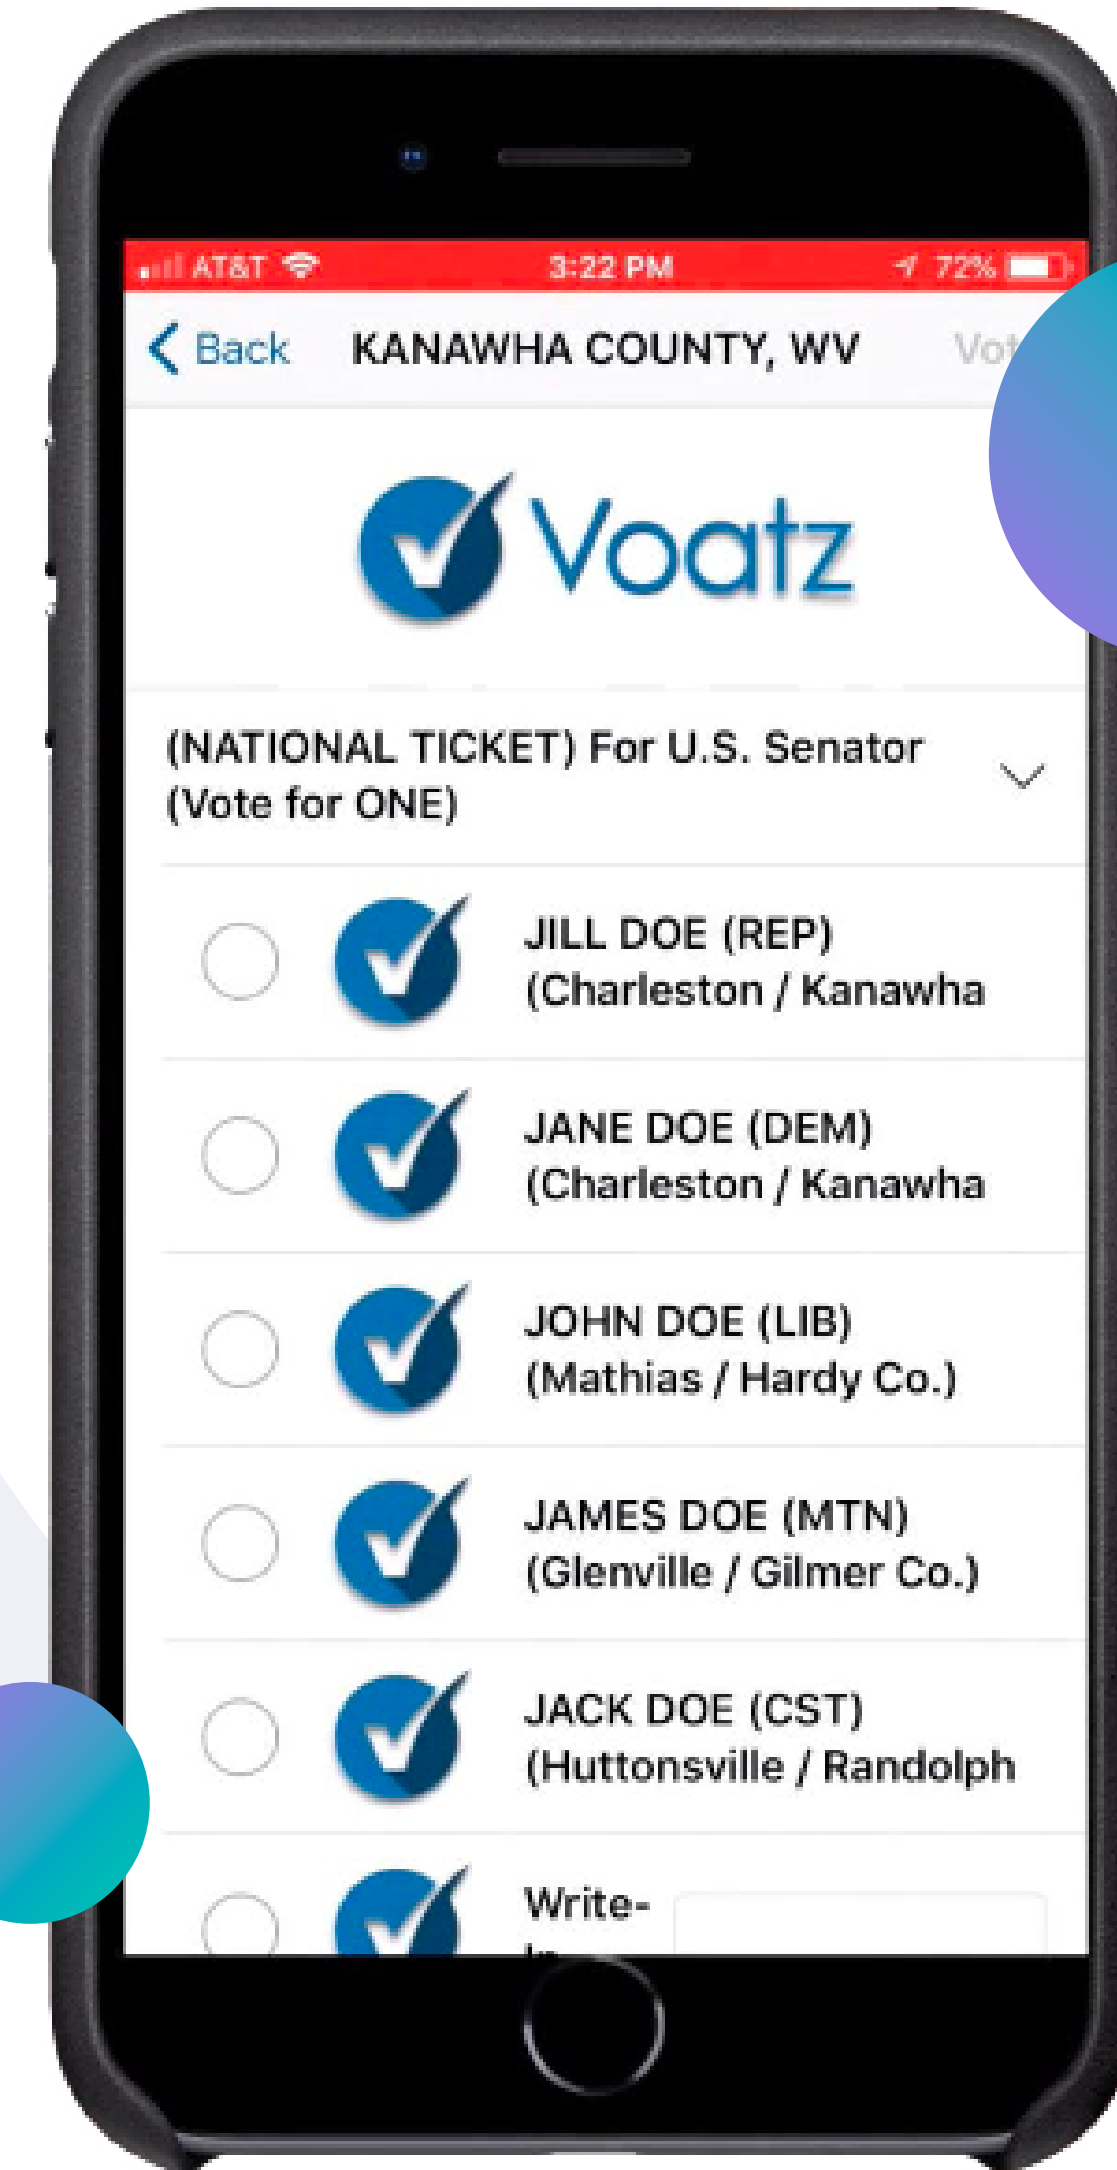 AT&T 3:22 PM 72%
Back KANAWHA COUNTY, WV
Voatz
(NATIONAL TICKET) For U.S. Senator
(Vote for ONE)
JILL DOE (REP)
(Charleston / Kanawha
JANE DOE (DEM)
(Charleston / Kanawha
JOHN DOE (LIB)
(Mathias / Hardy Co.)
JAMES DOE (MTN)
(Glenville / Gilmer Co.)
JACK DOE (CST)
(Huttonsville / Randolph
Write-